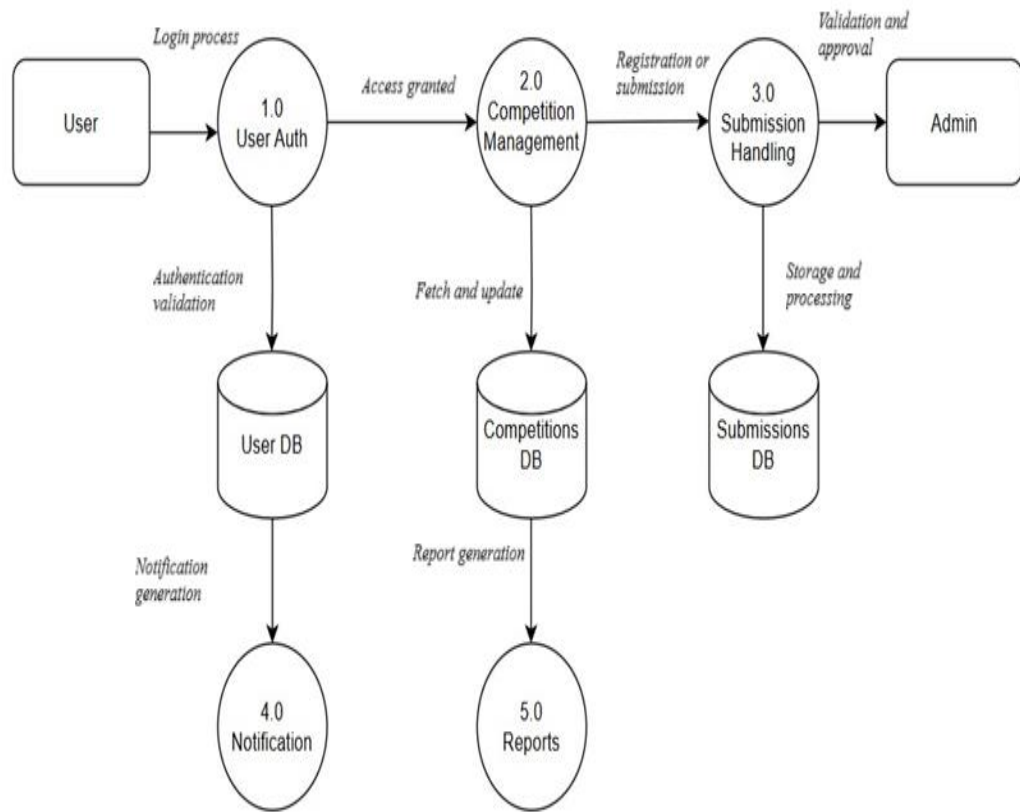 Login process
Validation and
approval
Registration or
submission
Access granted
User
1.0
User Auth
2.0
Competition
Management
3.0
Submission
Handling
Admin
Authentication
validation
Fetch and update
Storage and
processing
User DB
Competitions
DB
Submissions
DB
Notification
generation
Report generation
4.0
Notification
5.0
Reports